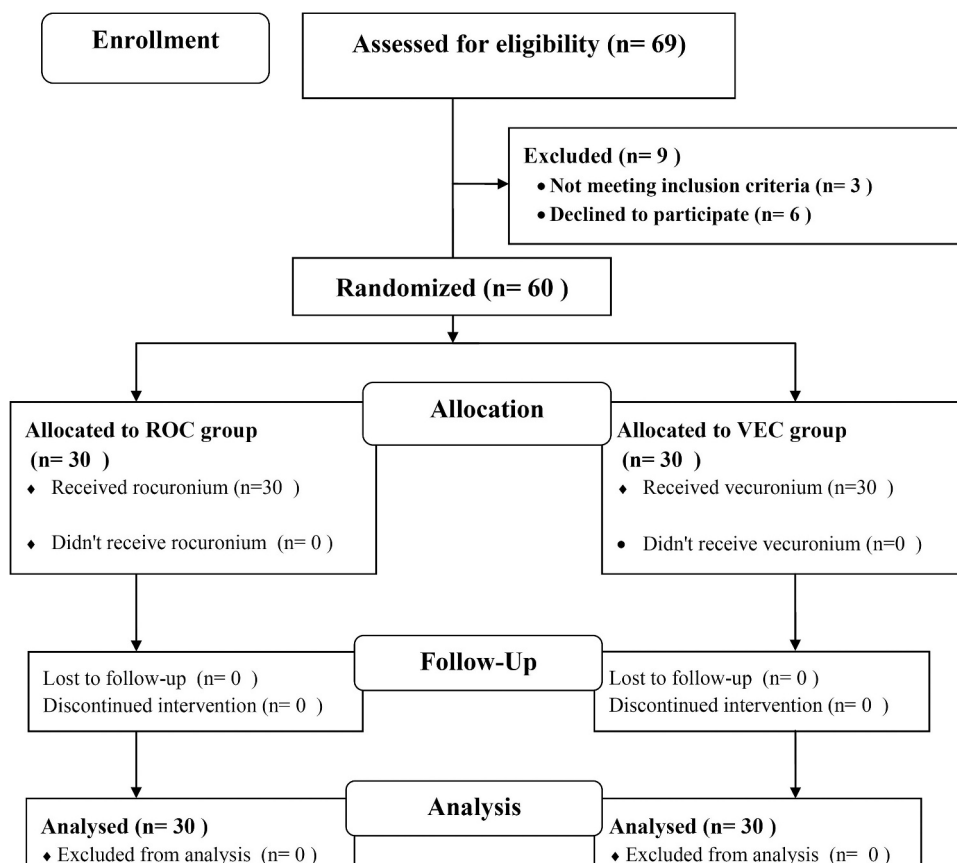 Enrollment
Assessed for eligibility (n= 69)
Excluded (n= 9 )
• Not meeting inclusion criteria (n= 3 )
• Declined to participate (n= 6 )
Randomized (n= 60 )
Allocation
Allocated to ROC group
(n= 30 )
♦ Received rocuronium (n=30 )
♦ Didn't receive rocuronium (n= 0 )
Allocated to VEC group
(n= 30 )
♦ Received vecuronium (n=30 )
• Didn't receive vecuronium (n=0 )
Follow-Up
Lost to follow-up (n= 0 )
Discontinued intervention (n= 0 )
Lost to follow-up (n= 0 )
Discontinued intervention (n= 0 )
Analysis
Analysed (n= 30 )
♦ Excluded from analysis (n= 0 )
Analysed (n= 30 )
♦ Excluded from analysis (n= 0 )